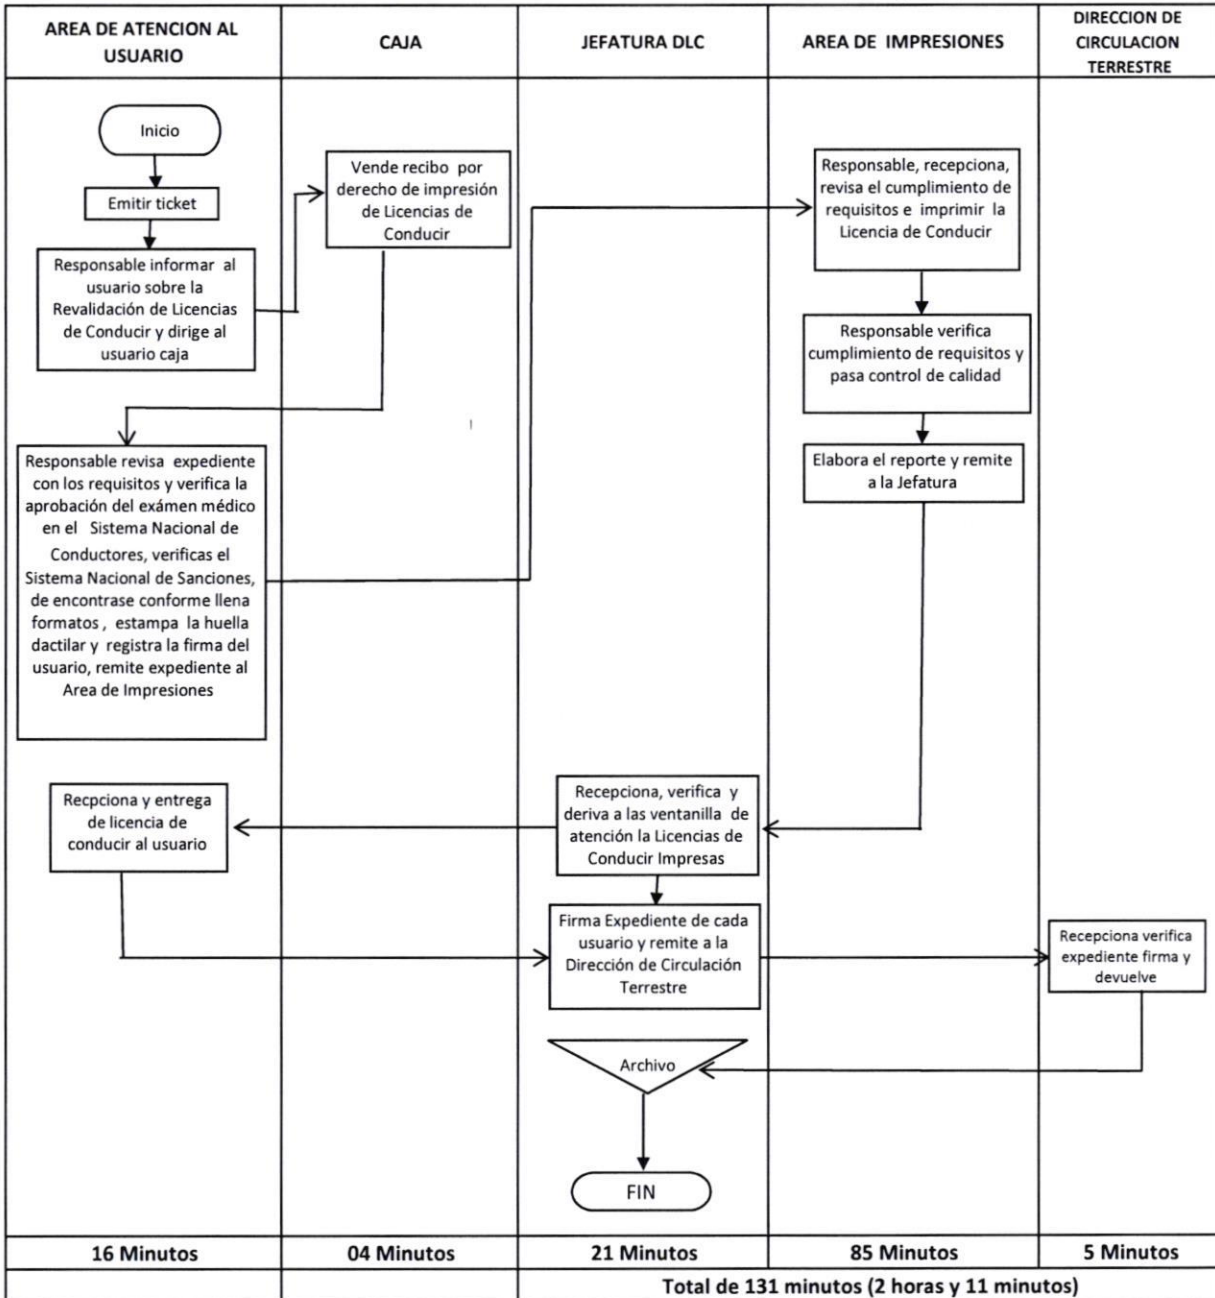 AREA DE ATENCION AL
USUARIO
CAJA
JEFATURA DLC
AREA DE IMPRESIONES
DIRECCION DE
CIRCULACION
TERRESTRE
Inicio
Emitir ticket
Responsable informar al
usuario sobre la
Revalidación de Licencias
de Conducir y dirige al
usuario caja
Vende recibo por
derecho de impresión
de Licencias de
Conducir
Responsable revisa expediente
con los requisitos y verifica la
aprobación del exámen médico
en el Sistema Nacional de
Conductores, verificas el
Sistema Nacional de Sanciones,
de encontrase conforme llena
formatos , estampa la huella
dactilar y registra la firma del
usuario, remite expediente al
Area de Impresiones
Responsable, recepciona,
revisa el cumplimiento de
requisitos e imprimir la
Licencia de Conducir
Responsable verifica
cumplimiento de requisitos y
pasa control de calidad
Elabora el reporte y remite
a la Jefatura
Recepciona, verifica y
deriva a las ventanilla de
atención la Licencias de
Conducir Impresas
Recpciona y entrega
de licencia de
conducir al usuario
Firma Expediente de cada
usuario y remite a la
Dirección de Circulación
Terrestre
Recepciona verifica
expediente firma y
devuelve
Archivo
FIN
16 Minutos
04 Minutos
21 Minutos
85 Minutos
5 Minutos
Total de 131 minutos (2 horas y 11 minutos)